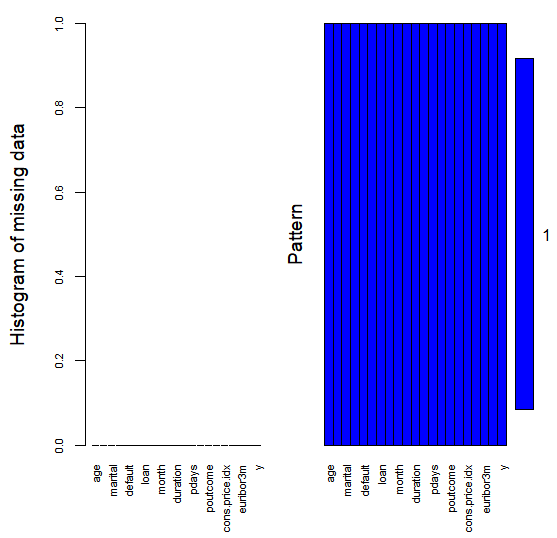 Histogram of missing data
1.0
0.8
0.6
0.4
0.2
0.0
age
marital
default
loan
month
duration
pdays
poutcome
cons.price.idx
euribor3m
y
Pattern
age
marital
default
loan
month
duration
pdays
poutcome
cons.price.idx
euribor3m
y
1